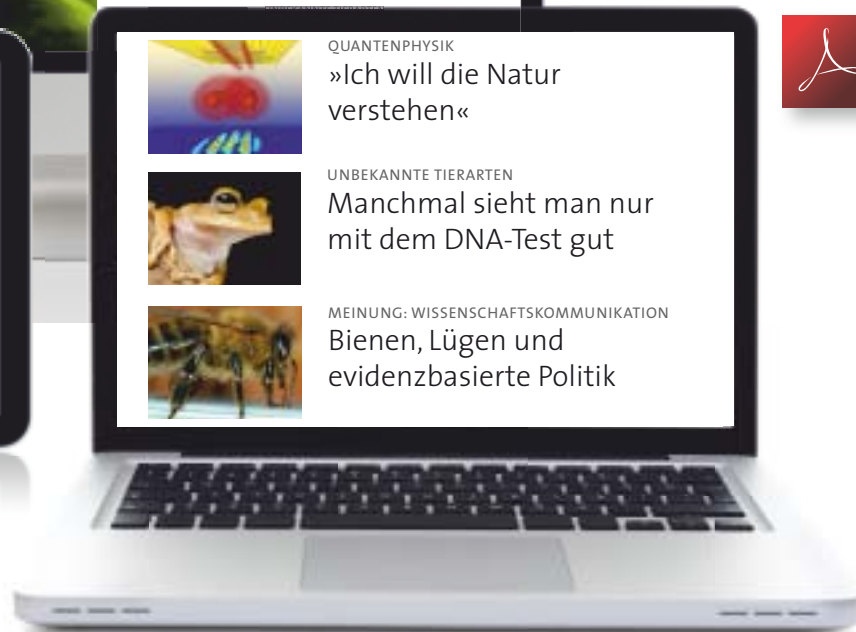 QUANTENPHYSIK
»Ich will die Natur
verstehen«
UNBEKANNTE TIERARTEN
Manchmal sieht man nur
mit dem DNA-Test gut
MEINUNG: WISSENSCHAFTSKOMMUNIKATION
Bienen, Lügen und
evidenzbasierte Politik